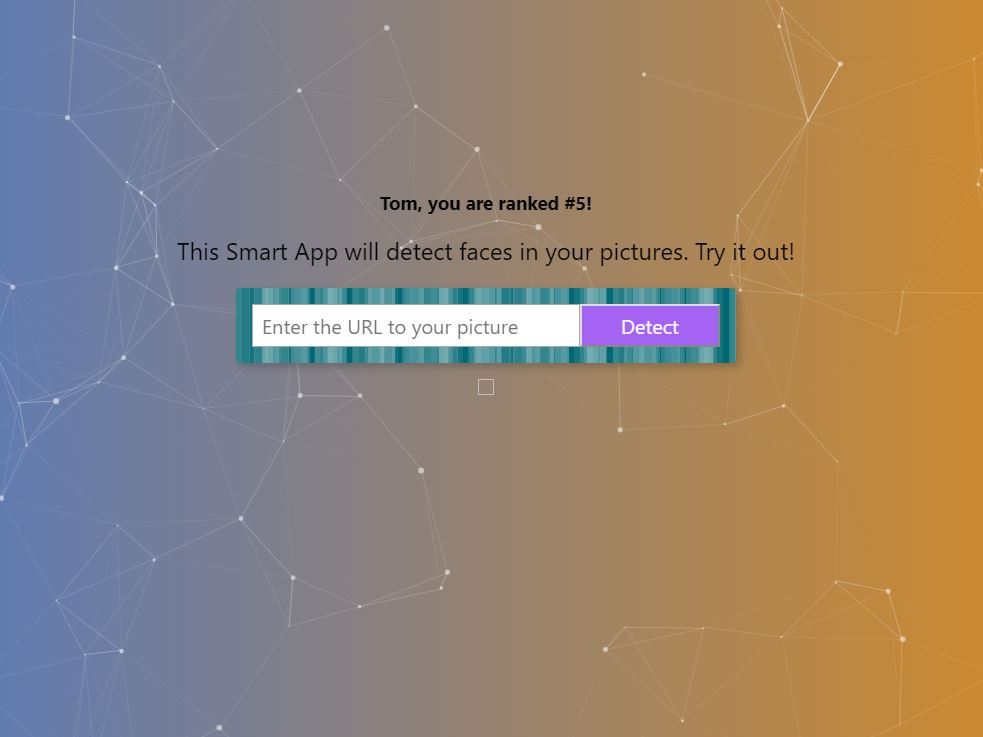 Tom, you are ranked #5!
This Smart App will detect faces in your pictures. Try it out!
Enter the URL to your picture
Detect